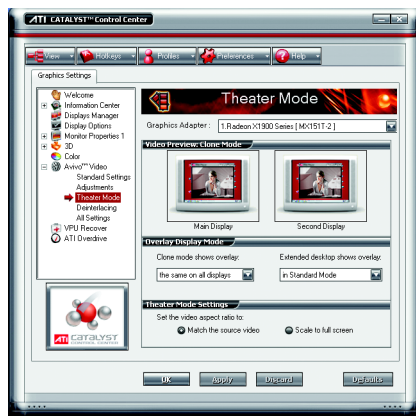 ATI CATALYST™ Control Center
View Hotkeys Profiles Preferences Help
Graphics Settings
Welcome
Information Center
Displays Manager
Display Options
Monitor Properties 1
3D
Color
Avivo™ Video
Standard Settings
Adjustments
Theater Mode
Deinterlacing
All Settings
VPU Recover
ATI Overdrive
Theater Mode
Graphics Adapter : 1.Radeon X1900 Series [ MX151T-2 ]
Video Preview: Clone Mode
Main Display Second Display
Overlay Display Mode
Clone mode shows overlay: Extended desktop shows overlay:
the same on all displays in Standard Mode
Theater Mode Settings
Set the video aspect ratio to:
Match the source video Scale to full screen
ATI CATALYST
CONTROL CENTER
OK Apply Discard Defaults